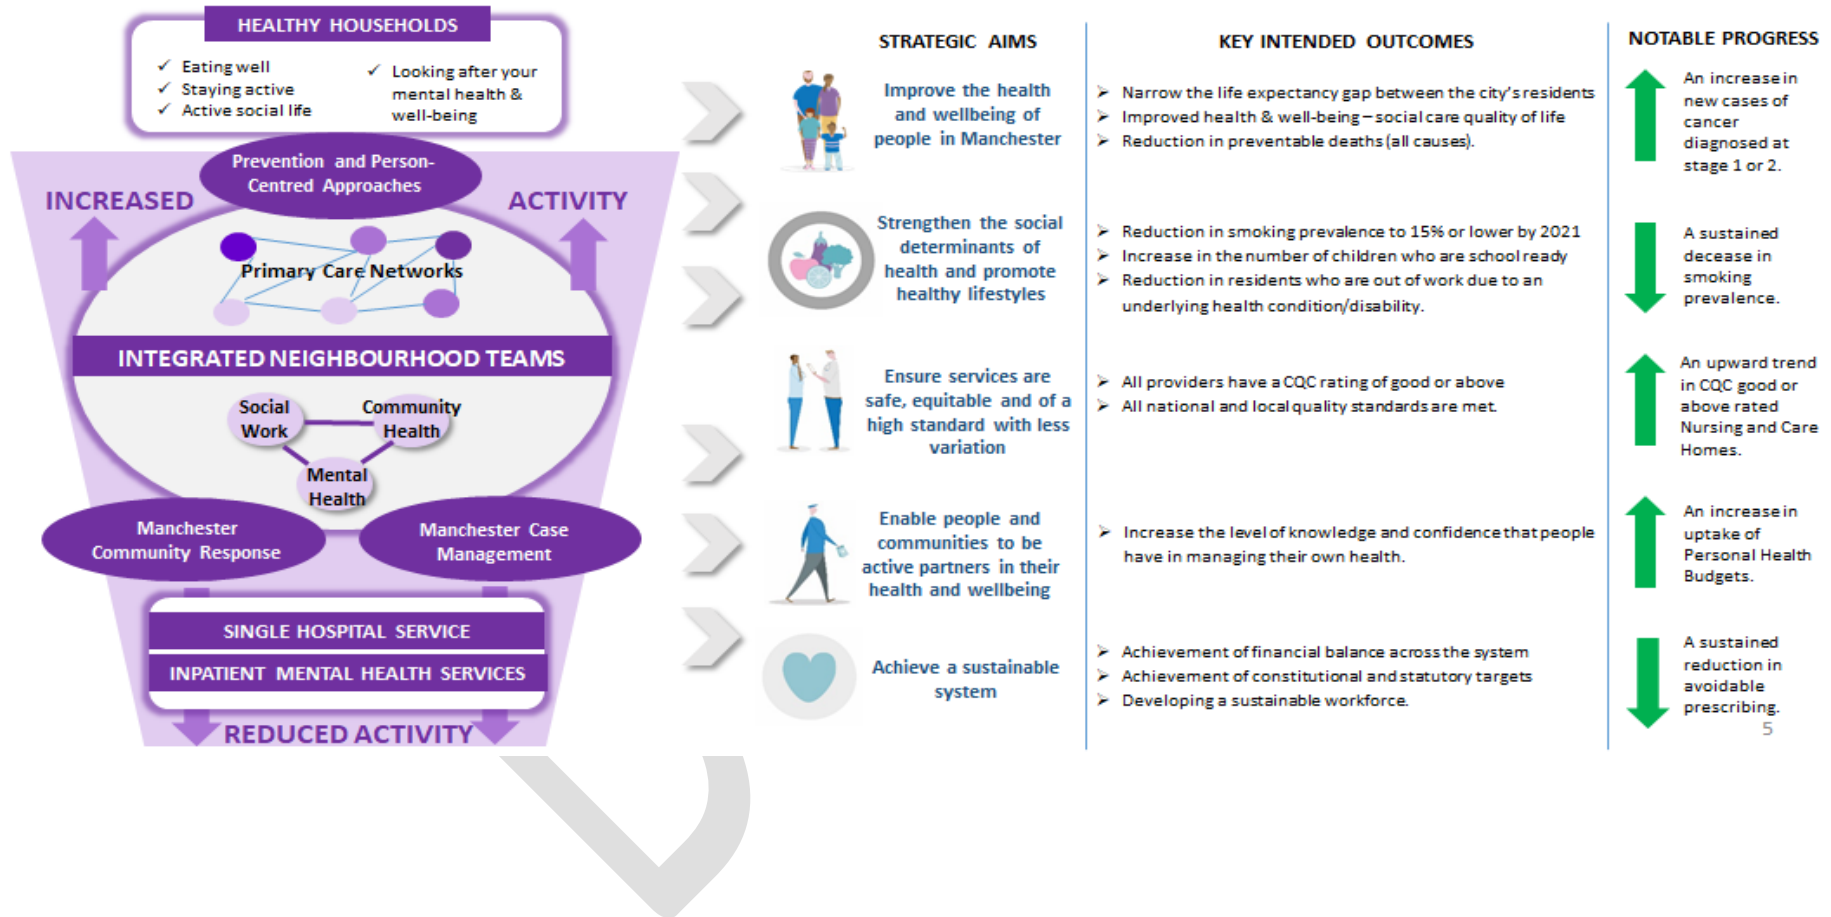 HEALTHY HOUSEHOLDS
✓ Eating well
✓ Staying active
✓ Active social life
✓ Looking after your
mental health &
well-being
Prevention and Person-
Centred Approaches
INCREASED
ACTIVITY
Primary Care Networks
INTEGRATED NEIGHBOURHOOD TEAMS
Social
Work
Community
Health
Mental
Health
Manchester
Community Response
Manchester Case
Management
SINGLE HOSPITAL SERVICE
INPATIENT MENTAL HEALTH SERVICES
REDUCED ACTIVITY
STRATEGIC AIMS
Improve the health
and wellbeing of
people in Manchester
Strengthen the social
determinants of
health and promote
healthy lifestyles
Ensure services are
safe, equitable and of a
high standard with less
variation
Enable people and
communities to be
active partners in their
health and wellbeing
Achieve a sustainable
system
KEY INTENDED OUTCOMES
➢ Narrow the life expectancy gap between the city's residents
➢ Improved health & well-being – social care quality of life
➢ Reduction in preventable deaths (all causes).
➢ Reduction in smoking prevalence to 15% or lower by 2021
➢ Increase in the number of children who are school ready
➢ Reduction in residents who are out of work due to an
underlying health condition/disability.
➢ All providers have a CQC rating of good or above
➢ All national and local quality standards are met.
➢ Increase the level of knowledge and confidence that people
have in managing their own health.
➢ Achievement of financial balance across the system
➢ Achievement of constitutional and statutory targets
➢ Developing a sustainable workforce.
NOTABLE PROGRESS
An increase in
new cases of
cancer
diagnosed at
stage 1 or 2.
A sustained
decease in
smoking
prevalence.
An upward trend
in CQC good or
above rated
Nursing and Care
Homes.
An increase in
uptake of
Personal Health
Budgets.
A sustained
reduction in
avoidable
prescribing.
5